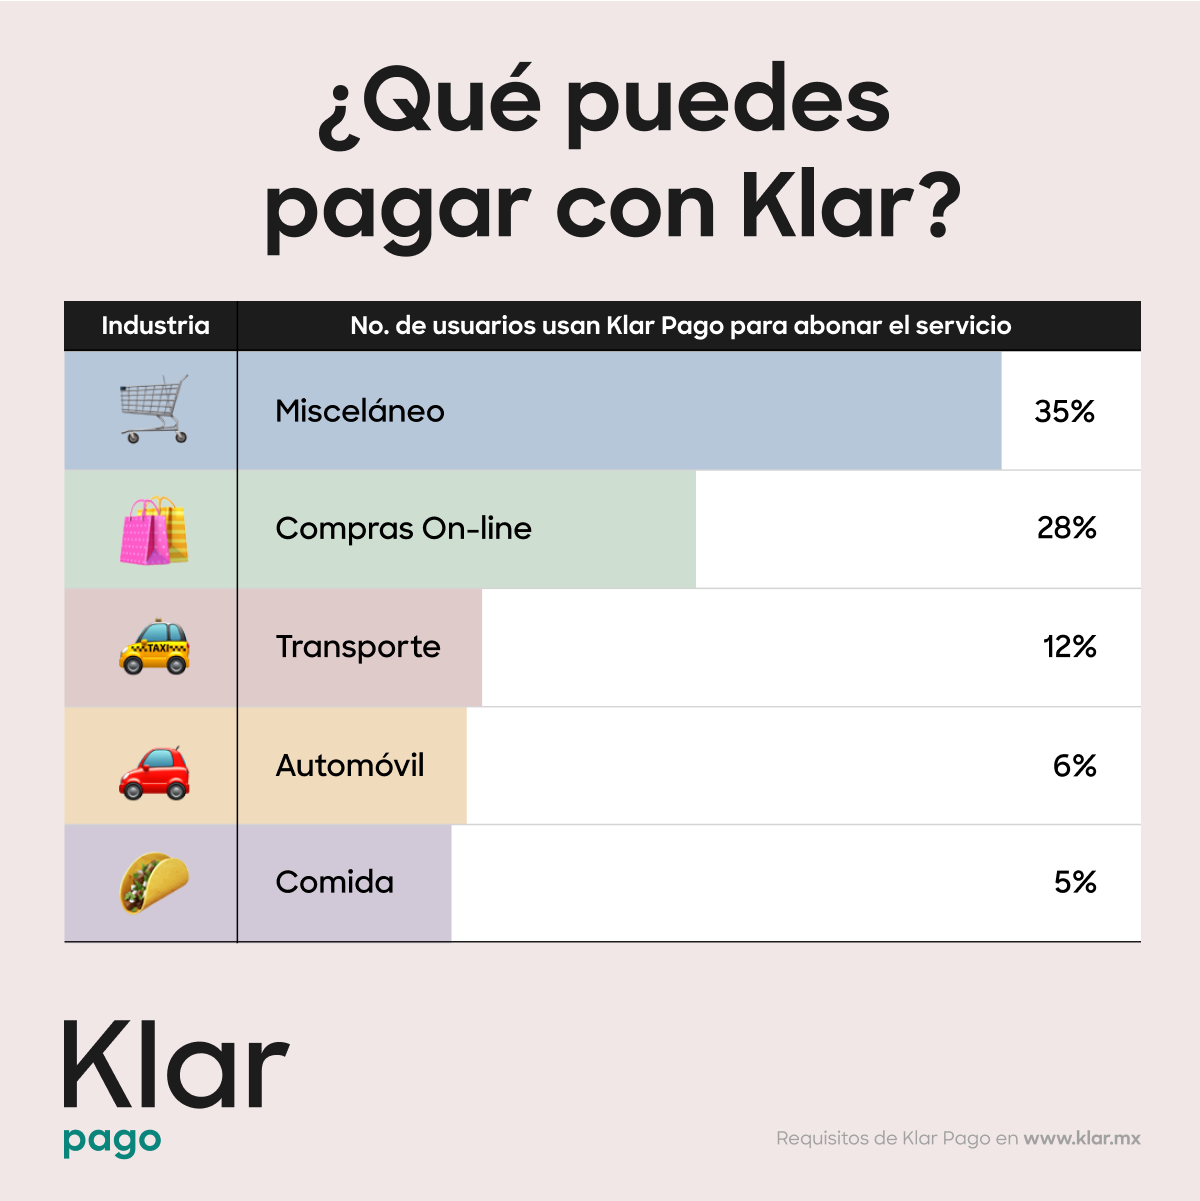 ¿Qué puedes
pagar con Klar?
Industria
No. de usuarios usan Klar Pago para abonar el servicio
Misceláneo
35%
Compras On-line
28%
TAXI
Transporte
12%
Automóvil
6%
Comida
5%
Klar
pago
Requisitos de Klar Pago en www.klar.mx